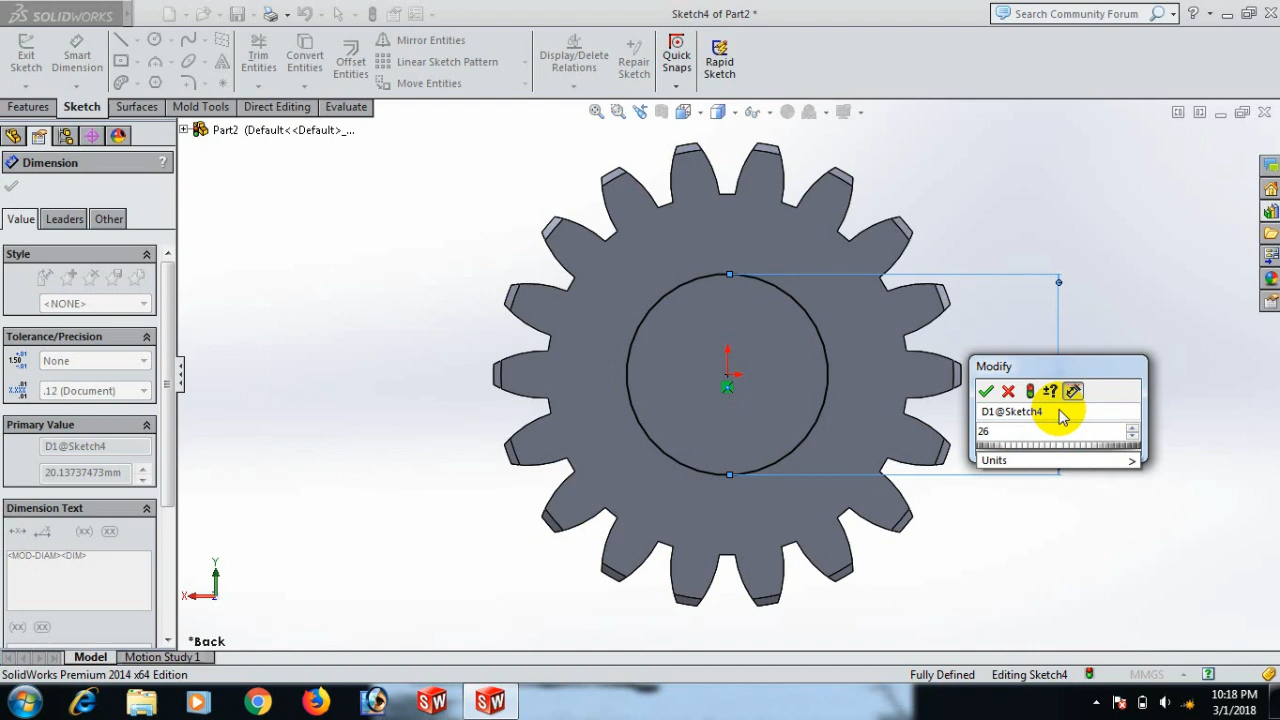 SOLIDWORKS
Sketch4 of Part2 *
Search Community Forum
Exit
Sketch
Smart
Dimension
Trim
Entities
Convert
Entities
Offset
Entities
Mirror Entities
Linear Sketch Pattern
Move Entities
Display/Delete
Relations
Repair
Sketch
Quick
Snaps
Rapid
Sketch
Features
Sketch
Surfaces
Mold Tools
Direct Editing
Evaluate
Part2 (Default<<Default>_...
Dimension
?
Value
Leaders
Other
Style
<NONE>
Tolerance/Precision
None
.12 (Document)
Primary Value
D1@Sketch4
20.13737473mm
Dimension Text
<MOD-DIAM><DIM>
Modify
D1@Sketch4
26
Units >
Y
X
*Back
Model
Motion Study 1
SolidWorks Premium 2014 x64 Edition
Fully Defined
Editing Sketch4
MMGS
10:18 PM
3/1/2018